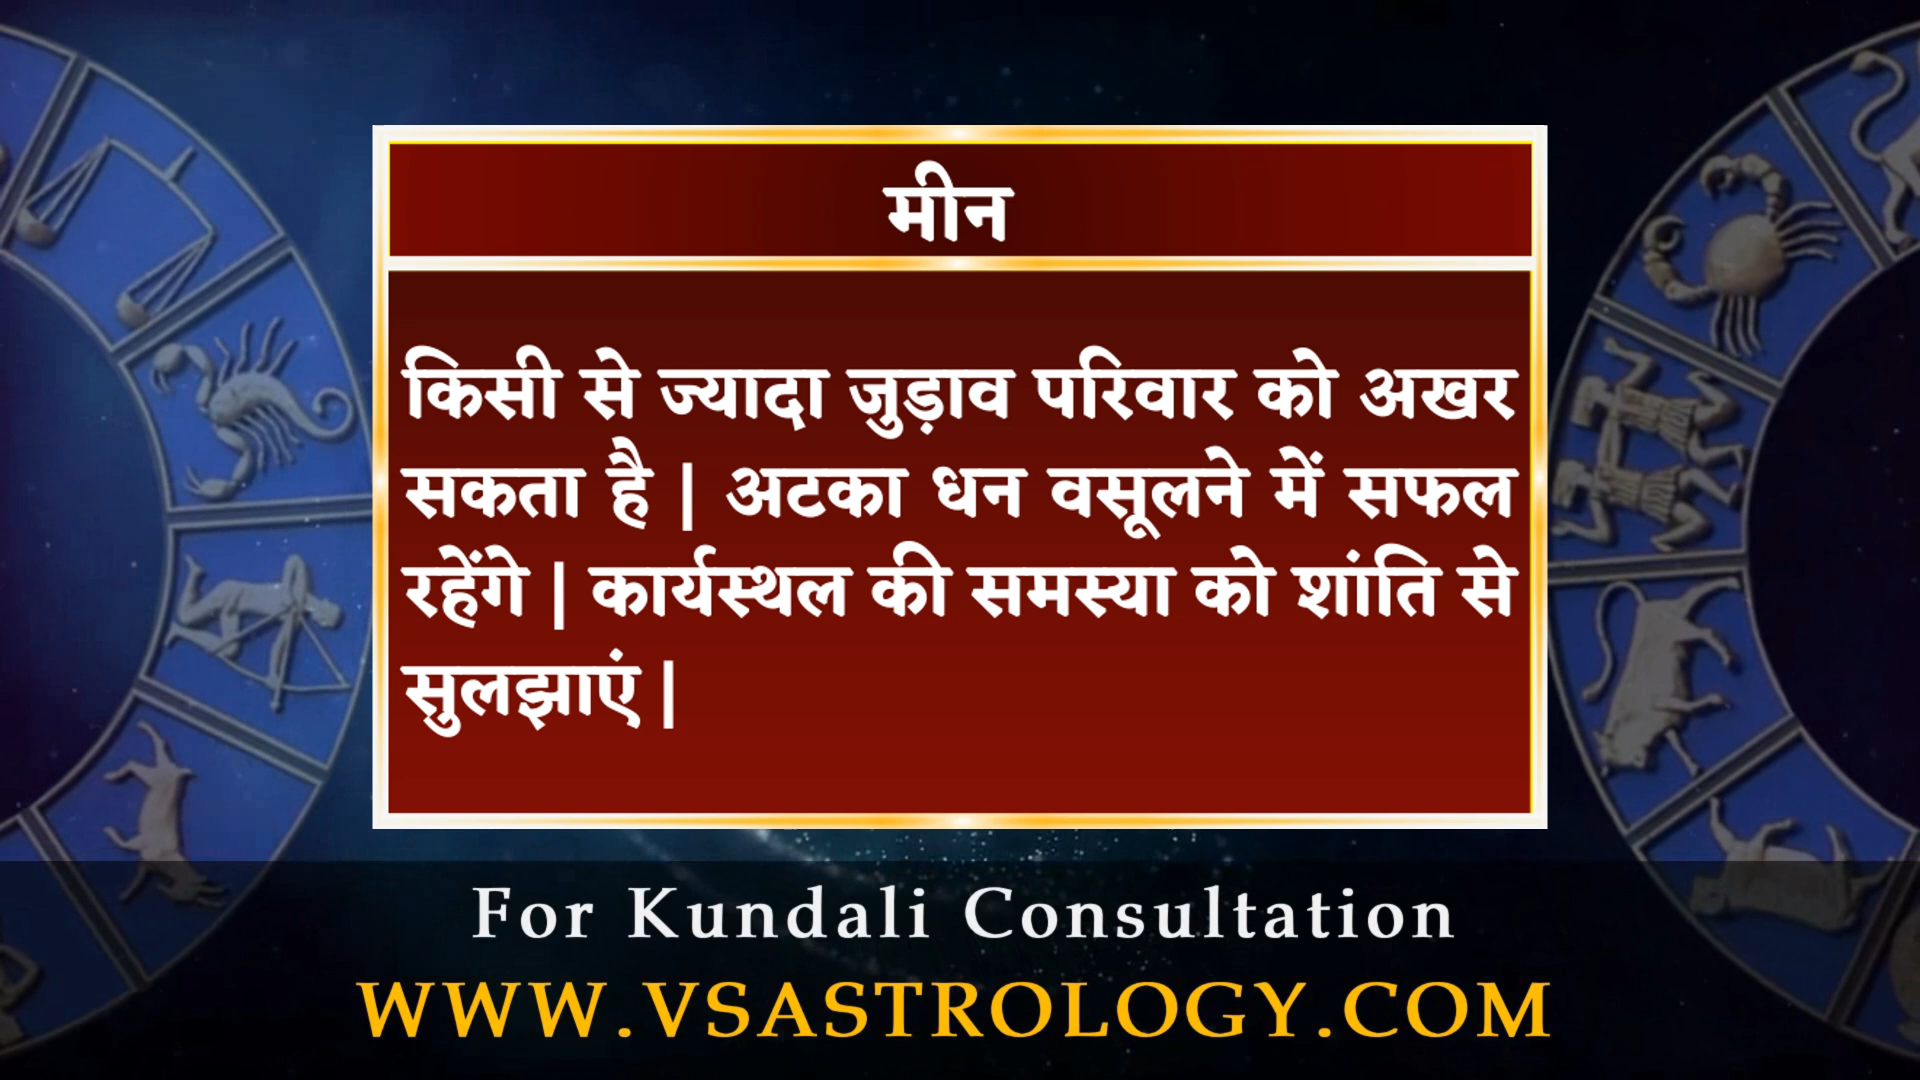 मीन
किसी से ज्यादा जुड़ाव परिवार को अखर
सकता है | अटका धन वसूलने में सफल
रहेंगे | कार्यस्थल की समस्या को शांति से
सुलझाएं |
For Kundali Consultation
WWW.VSASTROLOGY.COM